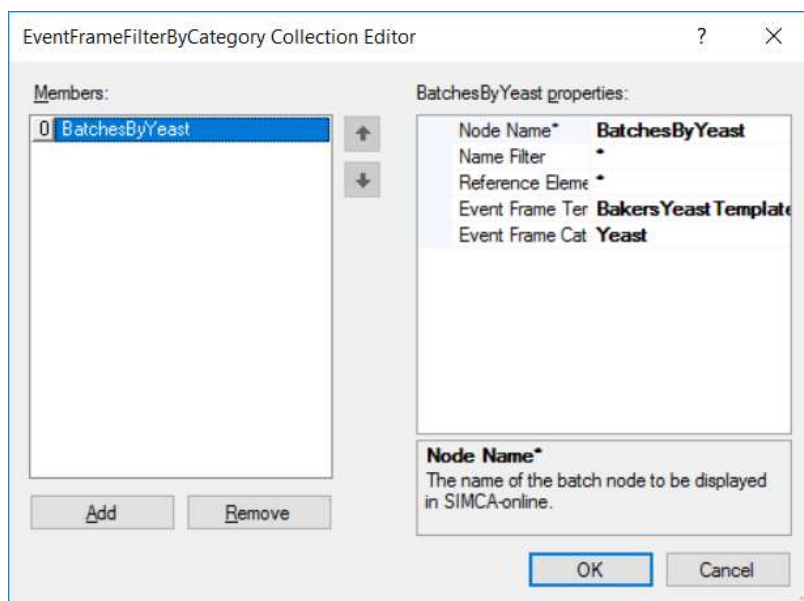 EventFrameFilterByCategory Collection Editor
?
Members:
0 BatchesByYeast
Add
Remove
BatchesByYeast properties:
Node Name* BatchesByYeast
Name Filter *
Reference Eleme *
Event Frame Ter BakersYeastTemplate
Event Frame Cat Yeast
Node Name*
The name of the batch node to be displayed
in SIMCA-online.
OK
Cancel